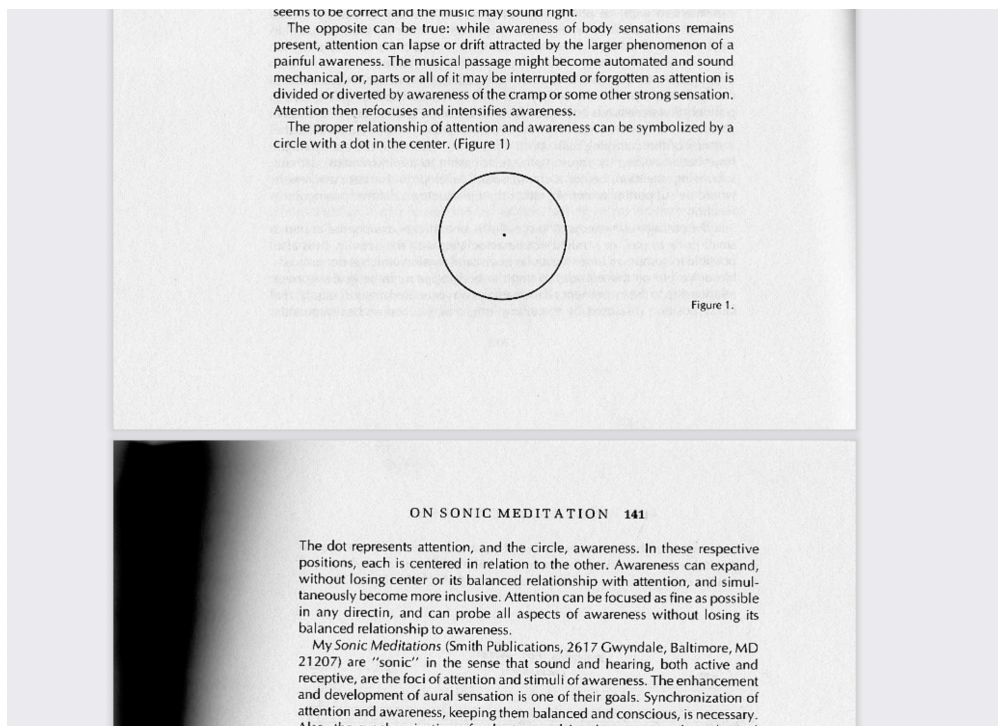 seems to be correct and the music may sound right.
The opposite can be true: while awareness of body sensations remains
present, attention can lapse or drift attracted by the larger phenomenon of a
painful awareness. The musical passage might become automated and sound
mechanical, or, parts or all of it may be interrupted or forgotten as attention is
divided or diverted by awareness of the cramp or some other strong sensation.
Attention then refocuses and intensifies awareness.
The proper relationship of attention and awareness can be symbolized by a
circle with a dot in the center. (Figure 1)
Figure 1.
ON SONIC MEDITATION 141
The dot represents attention, and the circle, awareness. In these respective
positions, each is centered in relation to the other. Awareness can expand,
without losing center or its balanced relationship with attention, and simul-
taneously become more inclusive. Attention can be focused as fine as possible
in any directin, and can probe all aspects of awareness without losing its
balanced relationship to awareness.
My Sonic Meditations (Smith Publications, 2617 Gwyndale, Baltimore, MD
21207) are "sonic" in the sense that sound and hearing, both active and
receptive, are the foci of attention and stimuli of awareness. The enhancement
and development of aural sensation is one of their goals. Synchronization of
attention and awareness, keeping them balanced and conscious, is necessary.